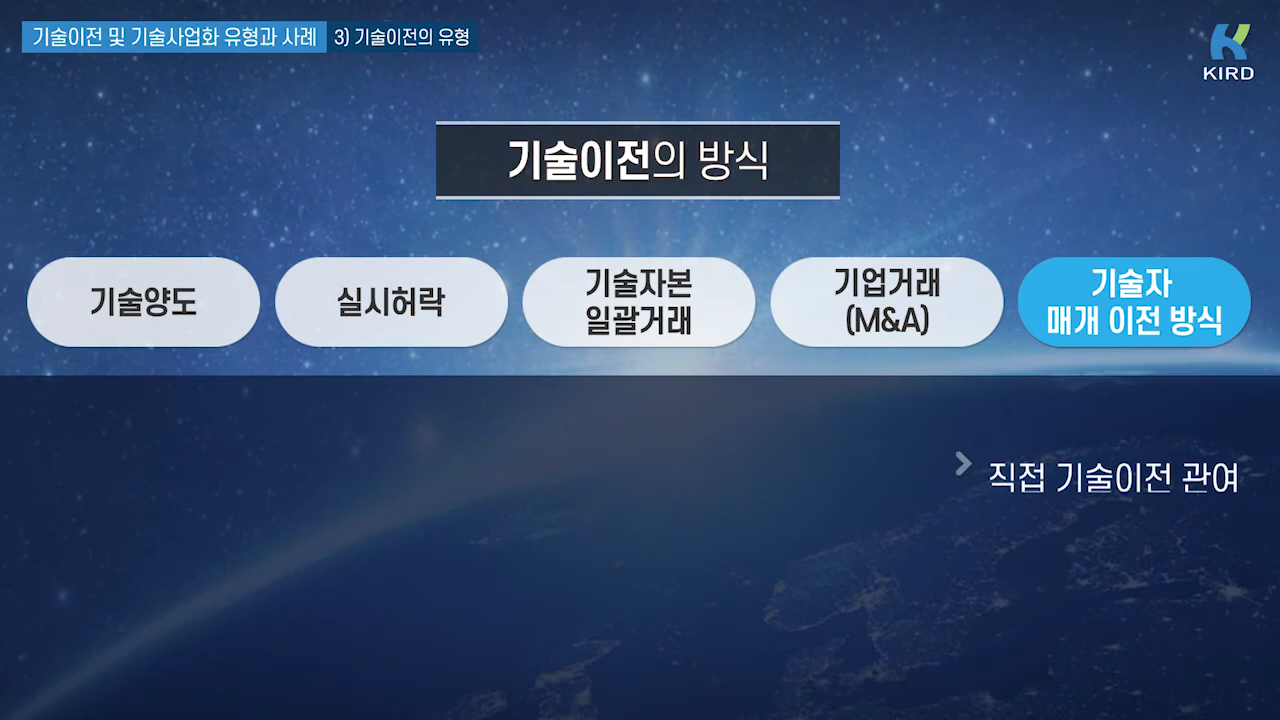 기술이전 및 기술사업화 유형과 사례 3) 기술이전의 유형
KIRD
기술이전의 방식
기술양도
실시허락
기술자본
일괄거래
기업거래
(M&A)
기술자
매개 이전 방식
직접 기술이전 관여